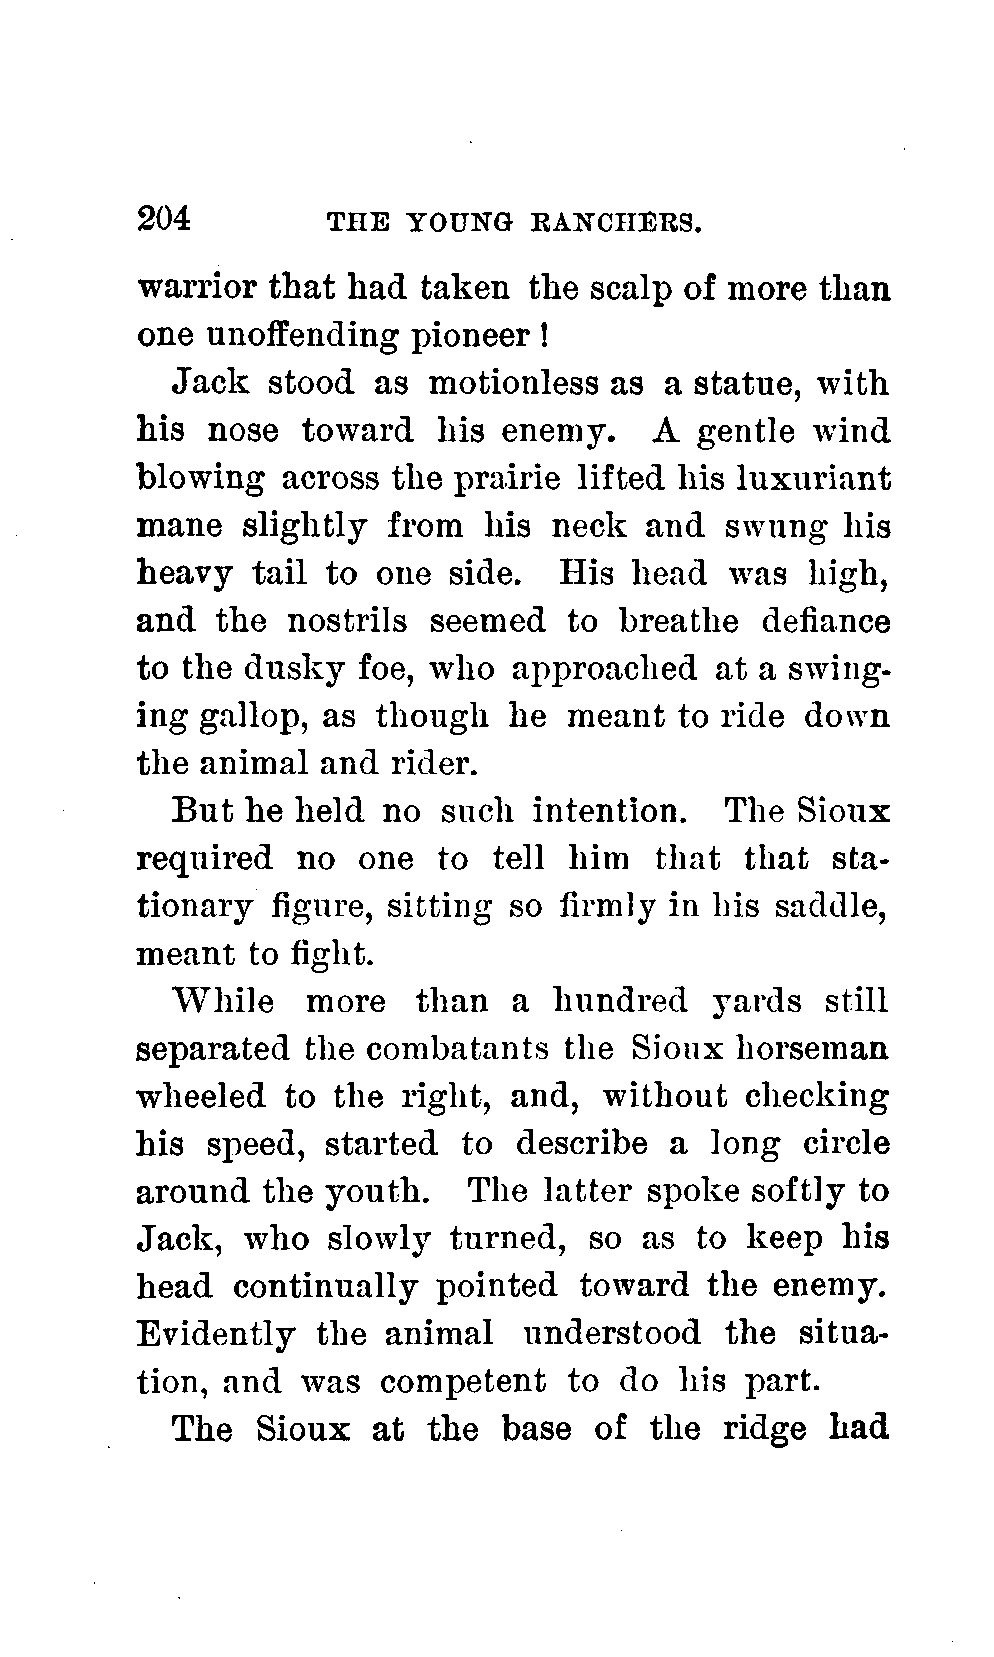 204 THE YOUNG RANCHERS.
warrior that had taken the scalp of more than
one unoffending pioneer !
Jack stood as motionless as a statue, with
his nose toward his enemy. A gentle wind
blowing across the prairie lifted his luxuriant
mane slightly from his neck and swung his
heavy tail to one side. His head was high,
and the nostrils seemed to breathe defiance
to the dusky foe, who approached at a swing-
ing gallop, as though he meant to ride down
the animal and rider.
But he held no such intention. The Sioux
required no one to tell him that that sta-
tionary figure, sitting so firmly in his saddle,
meant to fight.
While more than a hundred yards still
separated the combatants the Sioux horseman
wheeled to the right, and, without checking
his speed, started to describe a long circle
around the youth. The latter spoke softly to
Jack, who slowly turned, so as to keep his
head continually pointed toward the enemy.
Evidently the animal understood the situa-
tion, and was competent to do his part.
The Sioux at the base of the ridge had